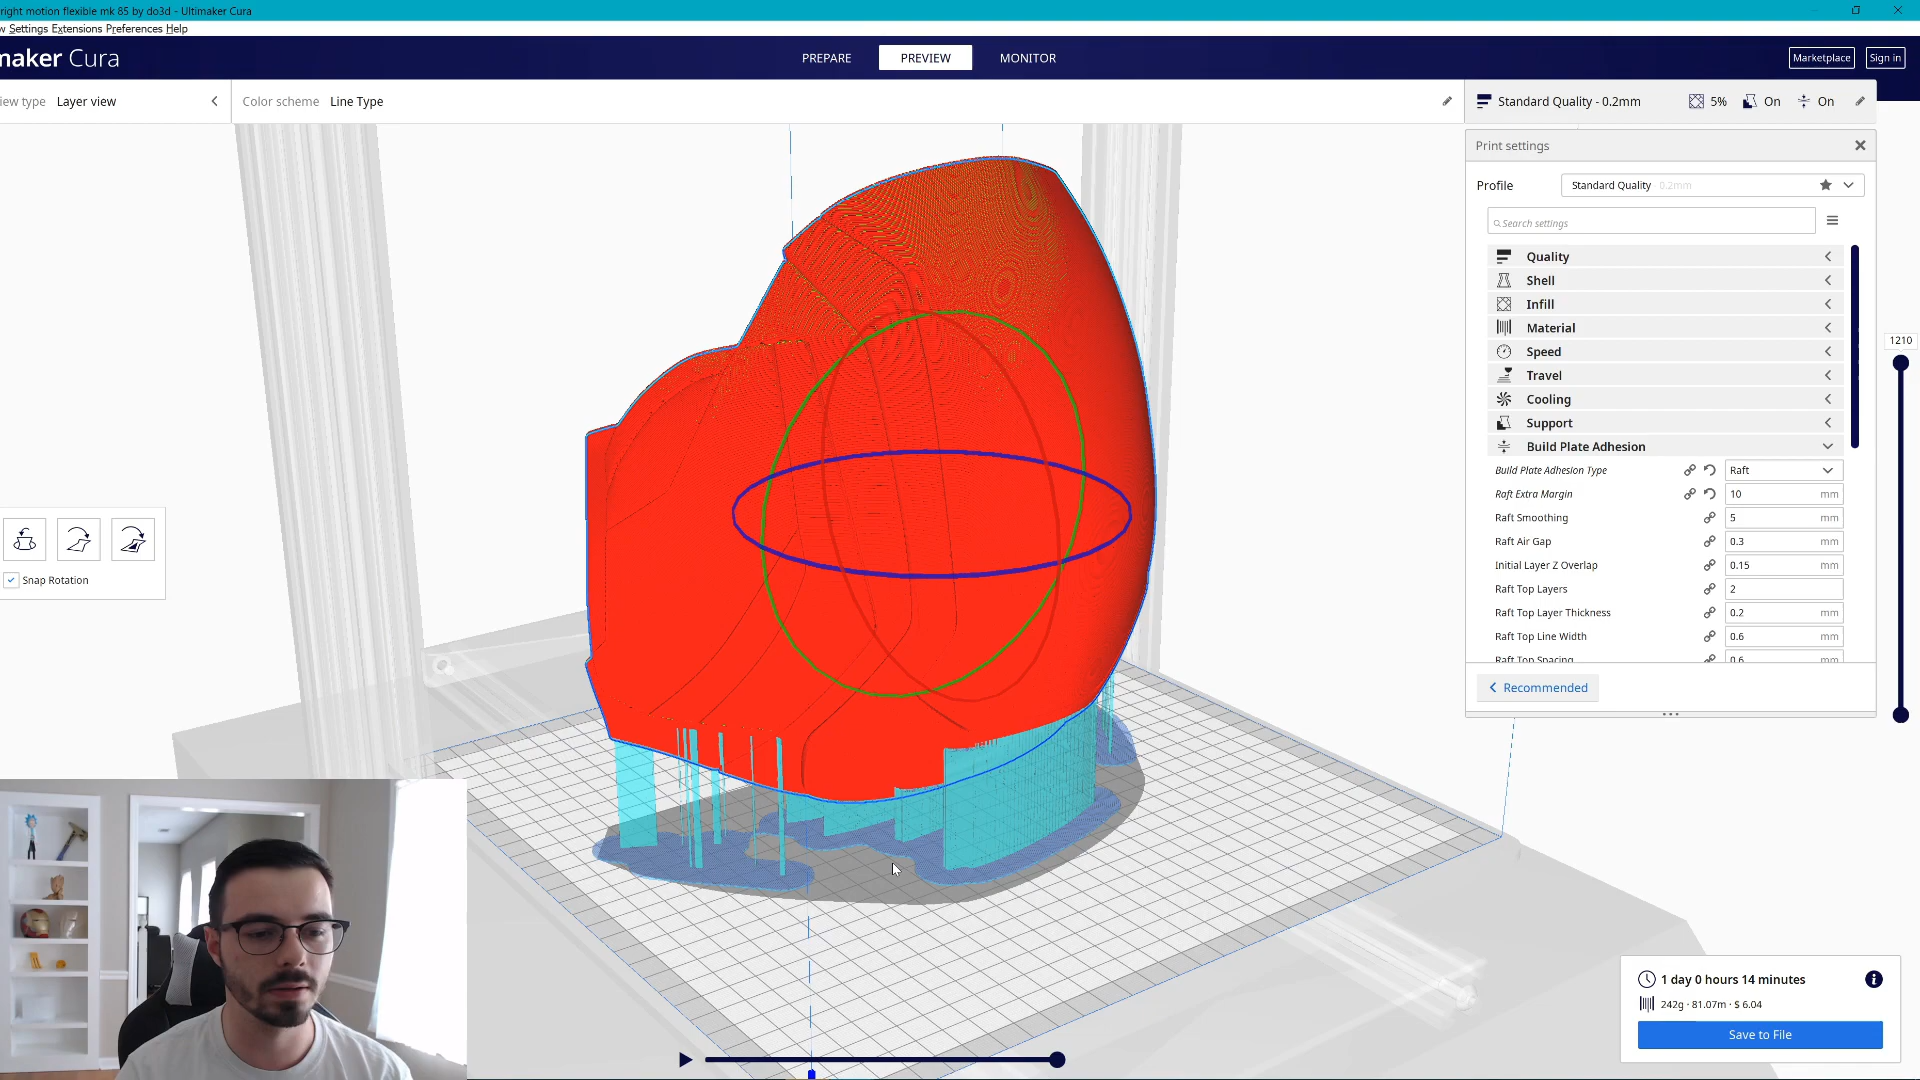 right motion flexible mk 85 by do3d - Ultimaker Cura
w Settings Extensions Preferences Help
maker Cura
PREPARE
PREVIEW
MONITOR
Marketplace
Sign in
iew type Layer view
Color scheme Line Type
Standard Quality - 0.2mm
5%
On
On
Print settings
Profile
Standard Quality 0.2mm
Search settings
Quality
Shell
Infill
Material
Speed
Travel
Cooling
Support
Build Plate Adhesion
Build Plate Adhesion Type Raft
Raft Extra Margin 10 mm
Raft Smoothing 5 mm
Raft Air Gap 0.3 mm
Initial Layer Z Overlap 0.15 mm
Raft Top Layers 2
Raft Top Layer Thickness 0.2 mm
Raft Top Line Width 0.6 mm
Raft Top Spacing 0.6 mm
Recommended
1210
Snap Rotation
1 day 0 hours 14 minutes
i
242g · 81.07m · $ 6.04
Save to File